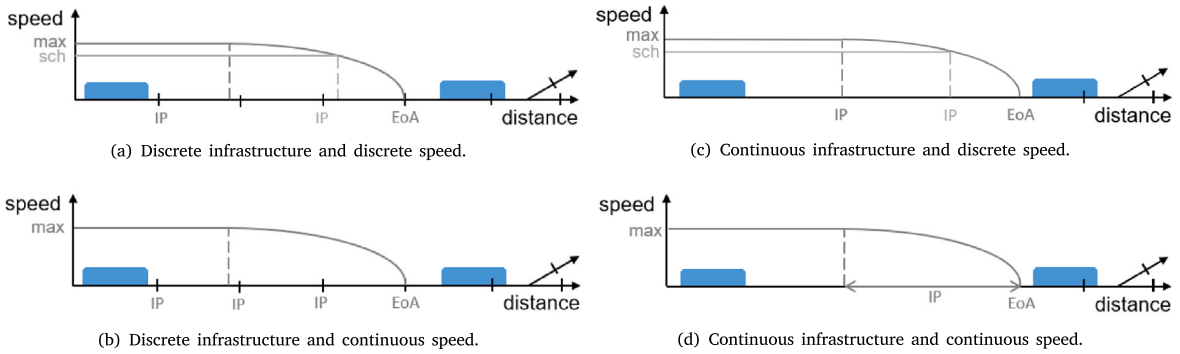 speed
max
sch
IP
IP
EoA
distance
(a) Discrete infrastructure and discrete speed.
speed
max
sch
IP
IP
EoA
distance
(c) Continuous infrastructure and discrete speed.
speed
max
IP
IP
IP
EoA
distance
(b) Discrete infrastructure and continuous speed.
speed
max
IP
EoA
distance
(d) Continuous infrastructure and continuous speed.